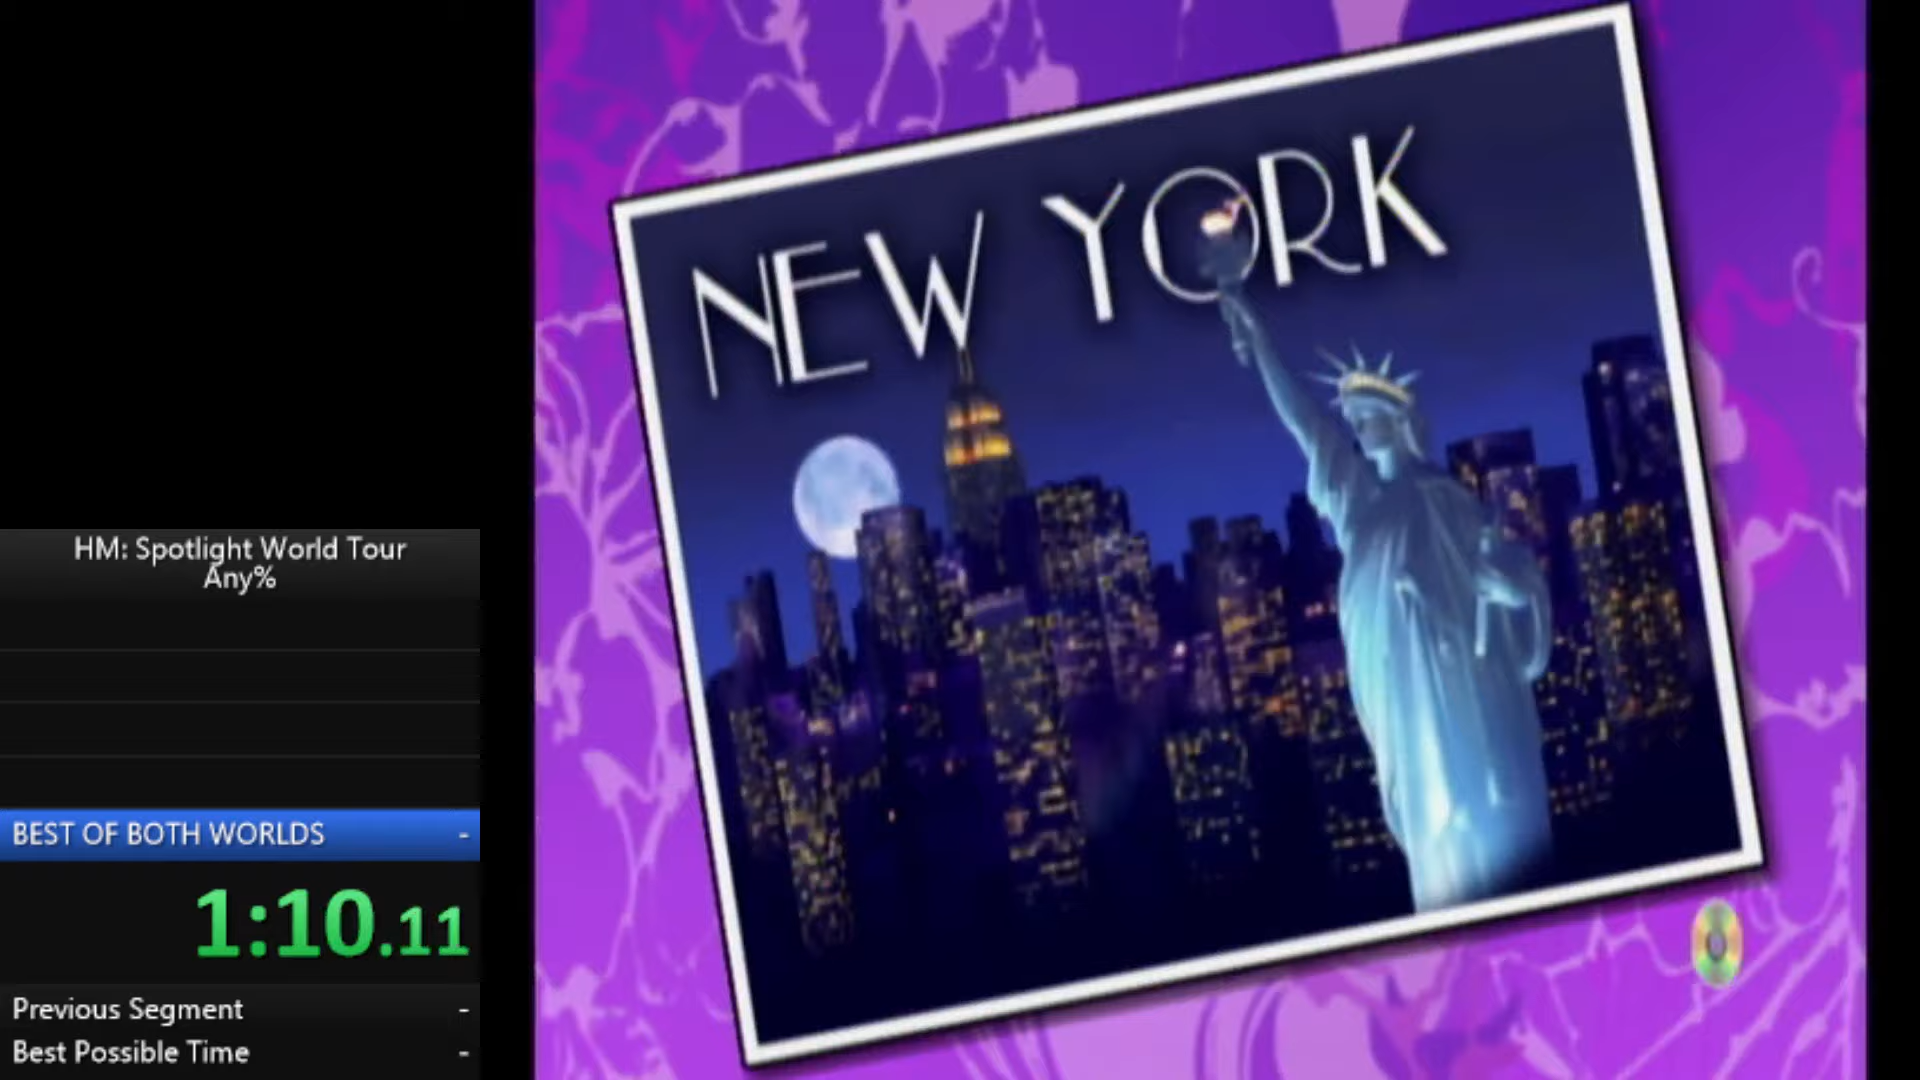 NEW YORK
HM: Spotlight World Tour
Any%
BEST OF BOTH WORLDS -
1:10.11
Previous Segment -
Best Possible Time -